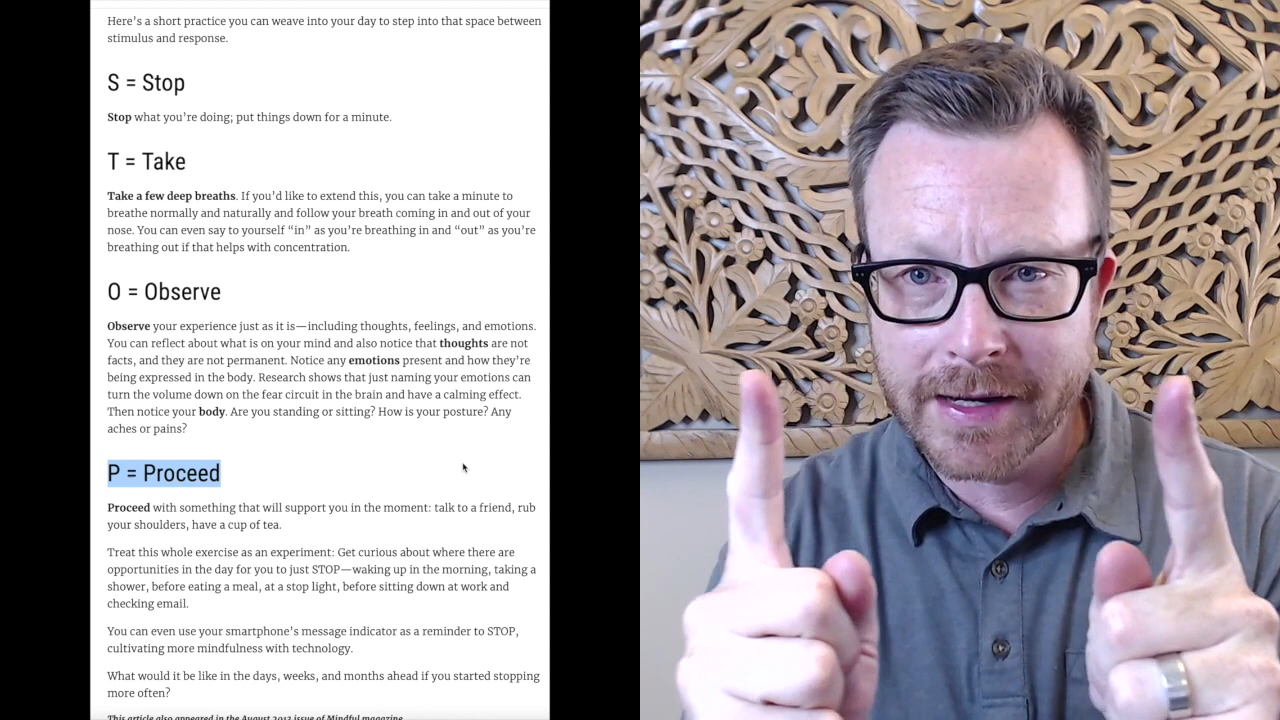 Here’s a short practice you can weave into your day to step into that space between
stimulus and response.
S = Stop
Stop what you’re doing; put things down for a minute.
T = Take
Take a few deep breaths. If you’d like to extend this, you can take a minute to
breathe normally and naturally and follow your breath coming in and out of your
nose. You can even say to yourself “in” as you’re breathing in and “out” as you’re
breathing out if that helps with concentration.
O = Observe
Observe your experience just as it is—including thoughts, feelings, and emotions.
You can reflect about what is on your mind and also notice that thoughts are not
facts, and they are not permanent. Notice any emotions present and how they’re
being expressed in the body. Research shows that just naming your emotions can
turn the volume down on the fear circuit in the brain and have a calming effect.
Then notice your body. Are you standing or sitting? How is your posture? Any
aches or pains?
P = Proceed
Proceed with something that will support you in the moment: talk to a friend, rub
your shoulders, have a cup of tea.
Treat this whole exercise as an experiment: Get curious about where there are
opportunities in the day for you to just STOP—waking up in the morning, taking a
shower, before eating a meal, at a stop light, before sitting down at work and
checking email.
You can even use your smartphone’s message indicator as a reminder to STOP,
cultivating more mindfulness with technology.
What would it be like in the days, weeks, and months ahead if you started stopping
more often?
This article also appeared in the August 2013 issue of Mindful magazine.